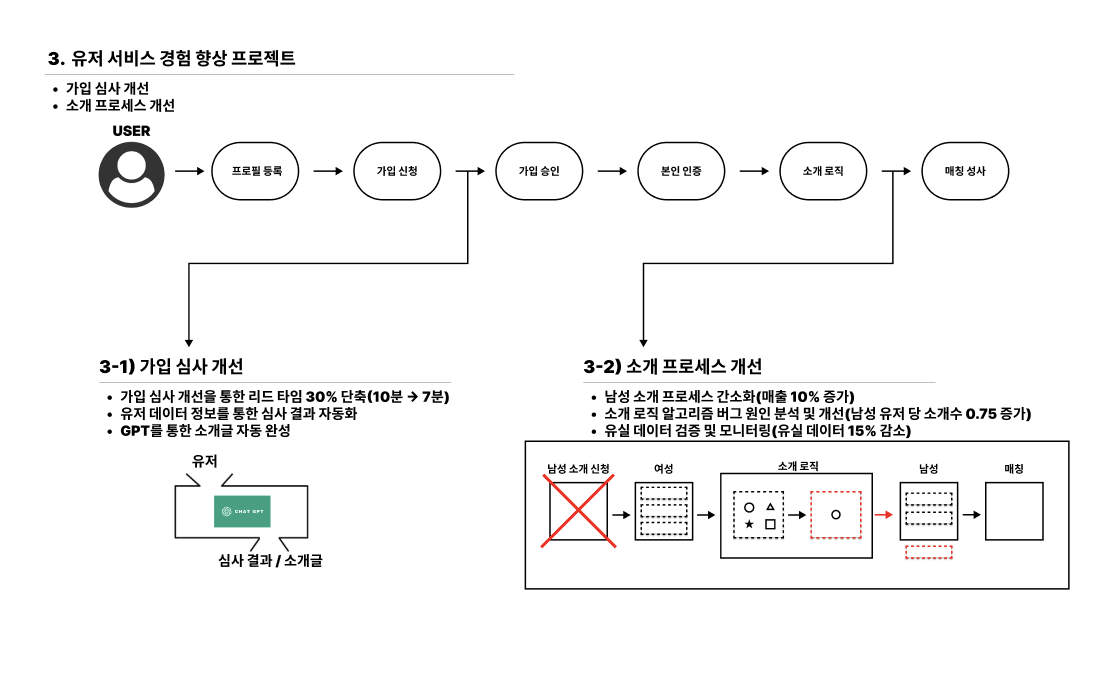 3. 유저 서비스 경험 향상 프로젝트
• 가입 심사 개선
• 소개 프로세스 개선
USER
프로필 등록
가입 신청
가입 승인
본인 인증
소개 로직
매칭 성사
3-1) 가입 심사 개선
• 가입 심사 개선을 통한 리드 타임 30% 단축(10분 → 7분)
• 유저 데이터 정보를 통한 심사 결과 자동화
• GPT를 통한 소개글 자동 완성
유저
CHAT GPT
심사 결과 / 소개글
3-2) 소개 프로세스 개선
• 남성 소개 프로세스 간소화(매출 10% 증가)
• 소개 로직 알고리즘 버그 원인 분석 및 개선(남성 유저 당 소개수 0.75 증가)
• 유실 데이터 검증 및 모니터링(유실 데이터 15% 감소)
남성 소개 신청
여성
소개 로직
남성
매칭